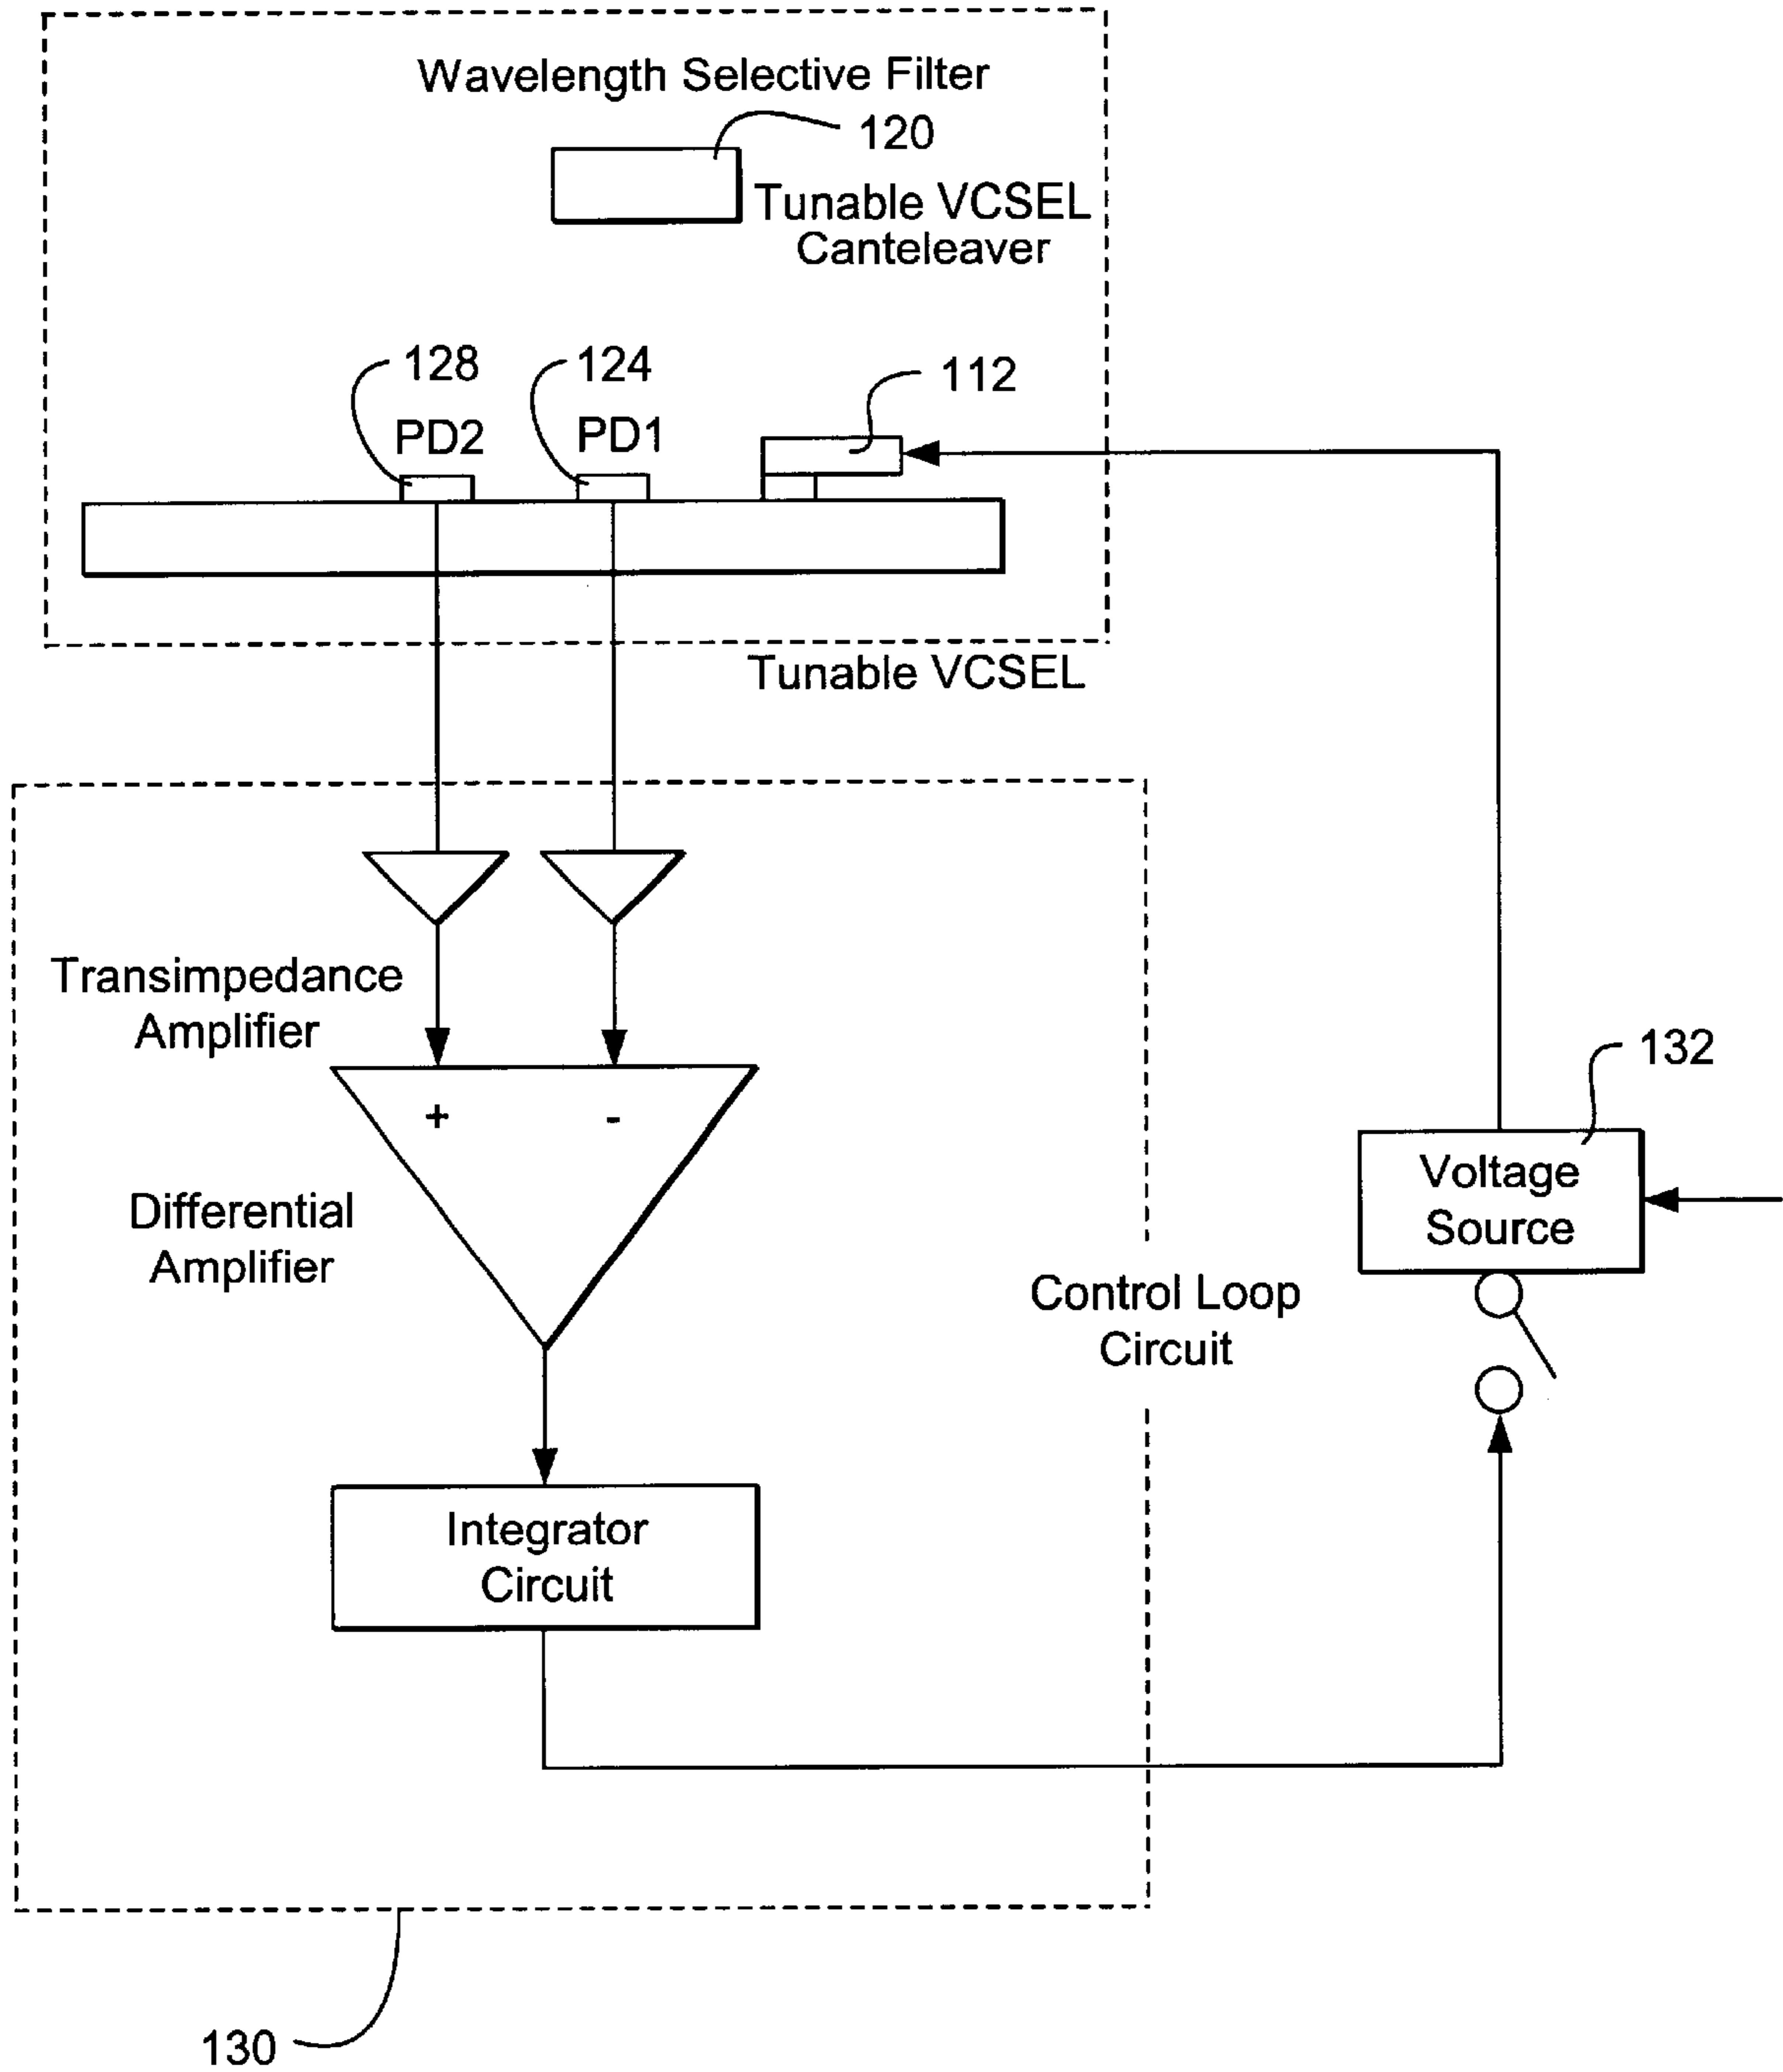 Wavelength Selective Filter
120
Tunable VCSEL
Canteleaver
128
124
112
PD2
PD1
Tunable VCSEL
Transimpedance
Amplifier
132
+
-
Voltage
Source
Differential
Amplifier
Control Loop
Circuit
Integrator
Circuit
130